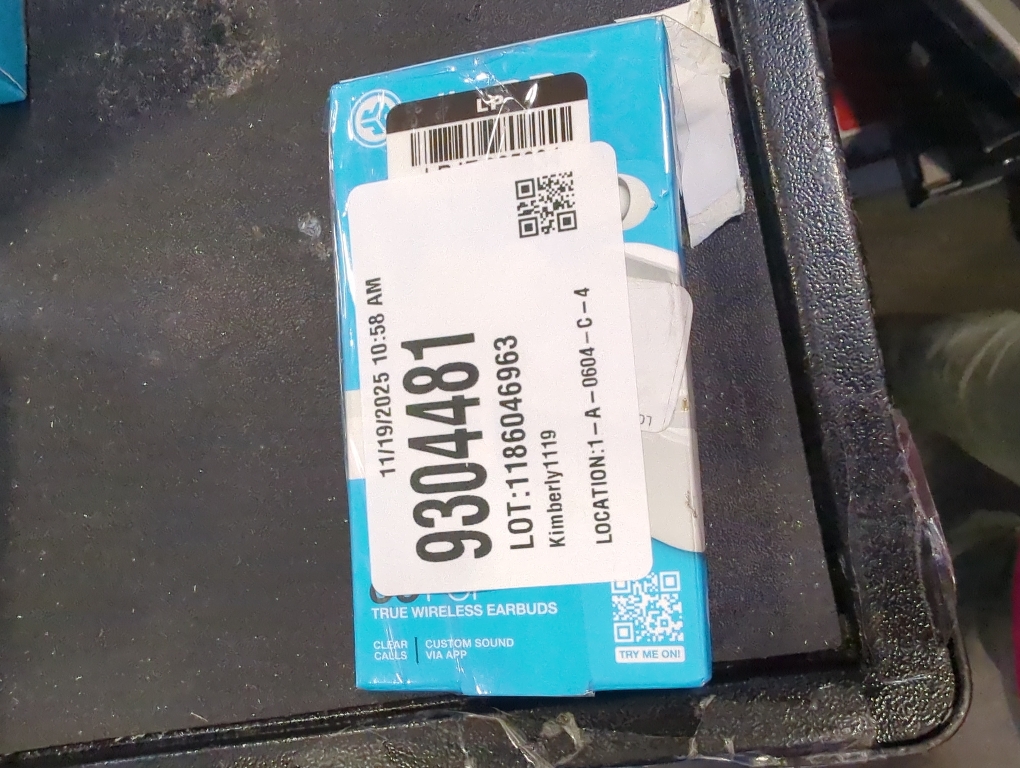 LP
11/19/2025 10:58 AM
9304481
LOT:1186046963
Kimberly1119
LOCATION:1-A-0604-C-4
TRUE WIRELESS EARBUDS
CLEAR CALLS
CUSTOM SOUND VIA APP
TRY ME ON!